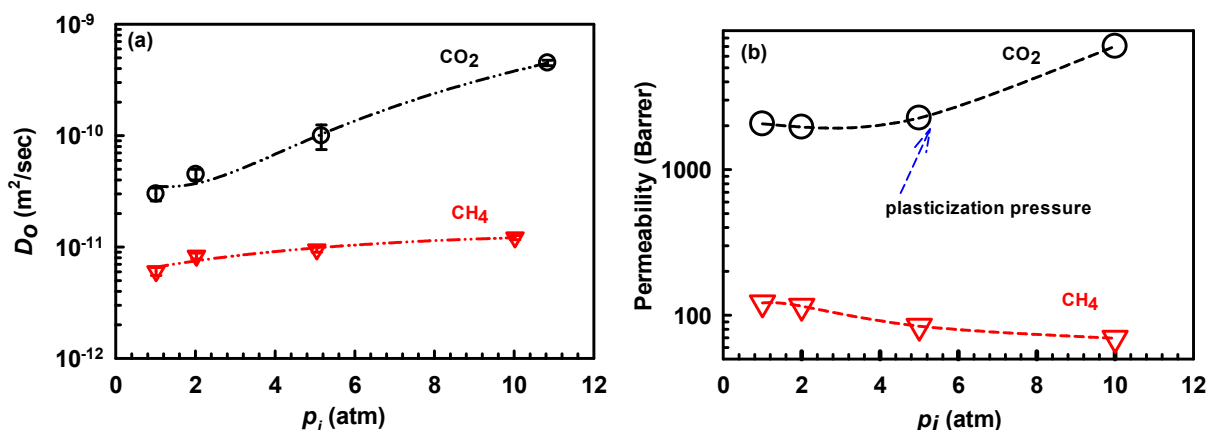 (a)
CO2
CH4
DO (m2/sec)
10-9
10-10
10-11
10-12
0 2 4 6 8 10 12
pi (atm)
(b)
CO2
plasticization pressure
CH4
Permeability (Barrer)
1000
100
0 2 4 6 8 10 12
pi (atm)